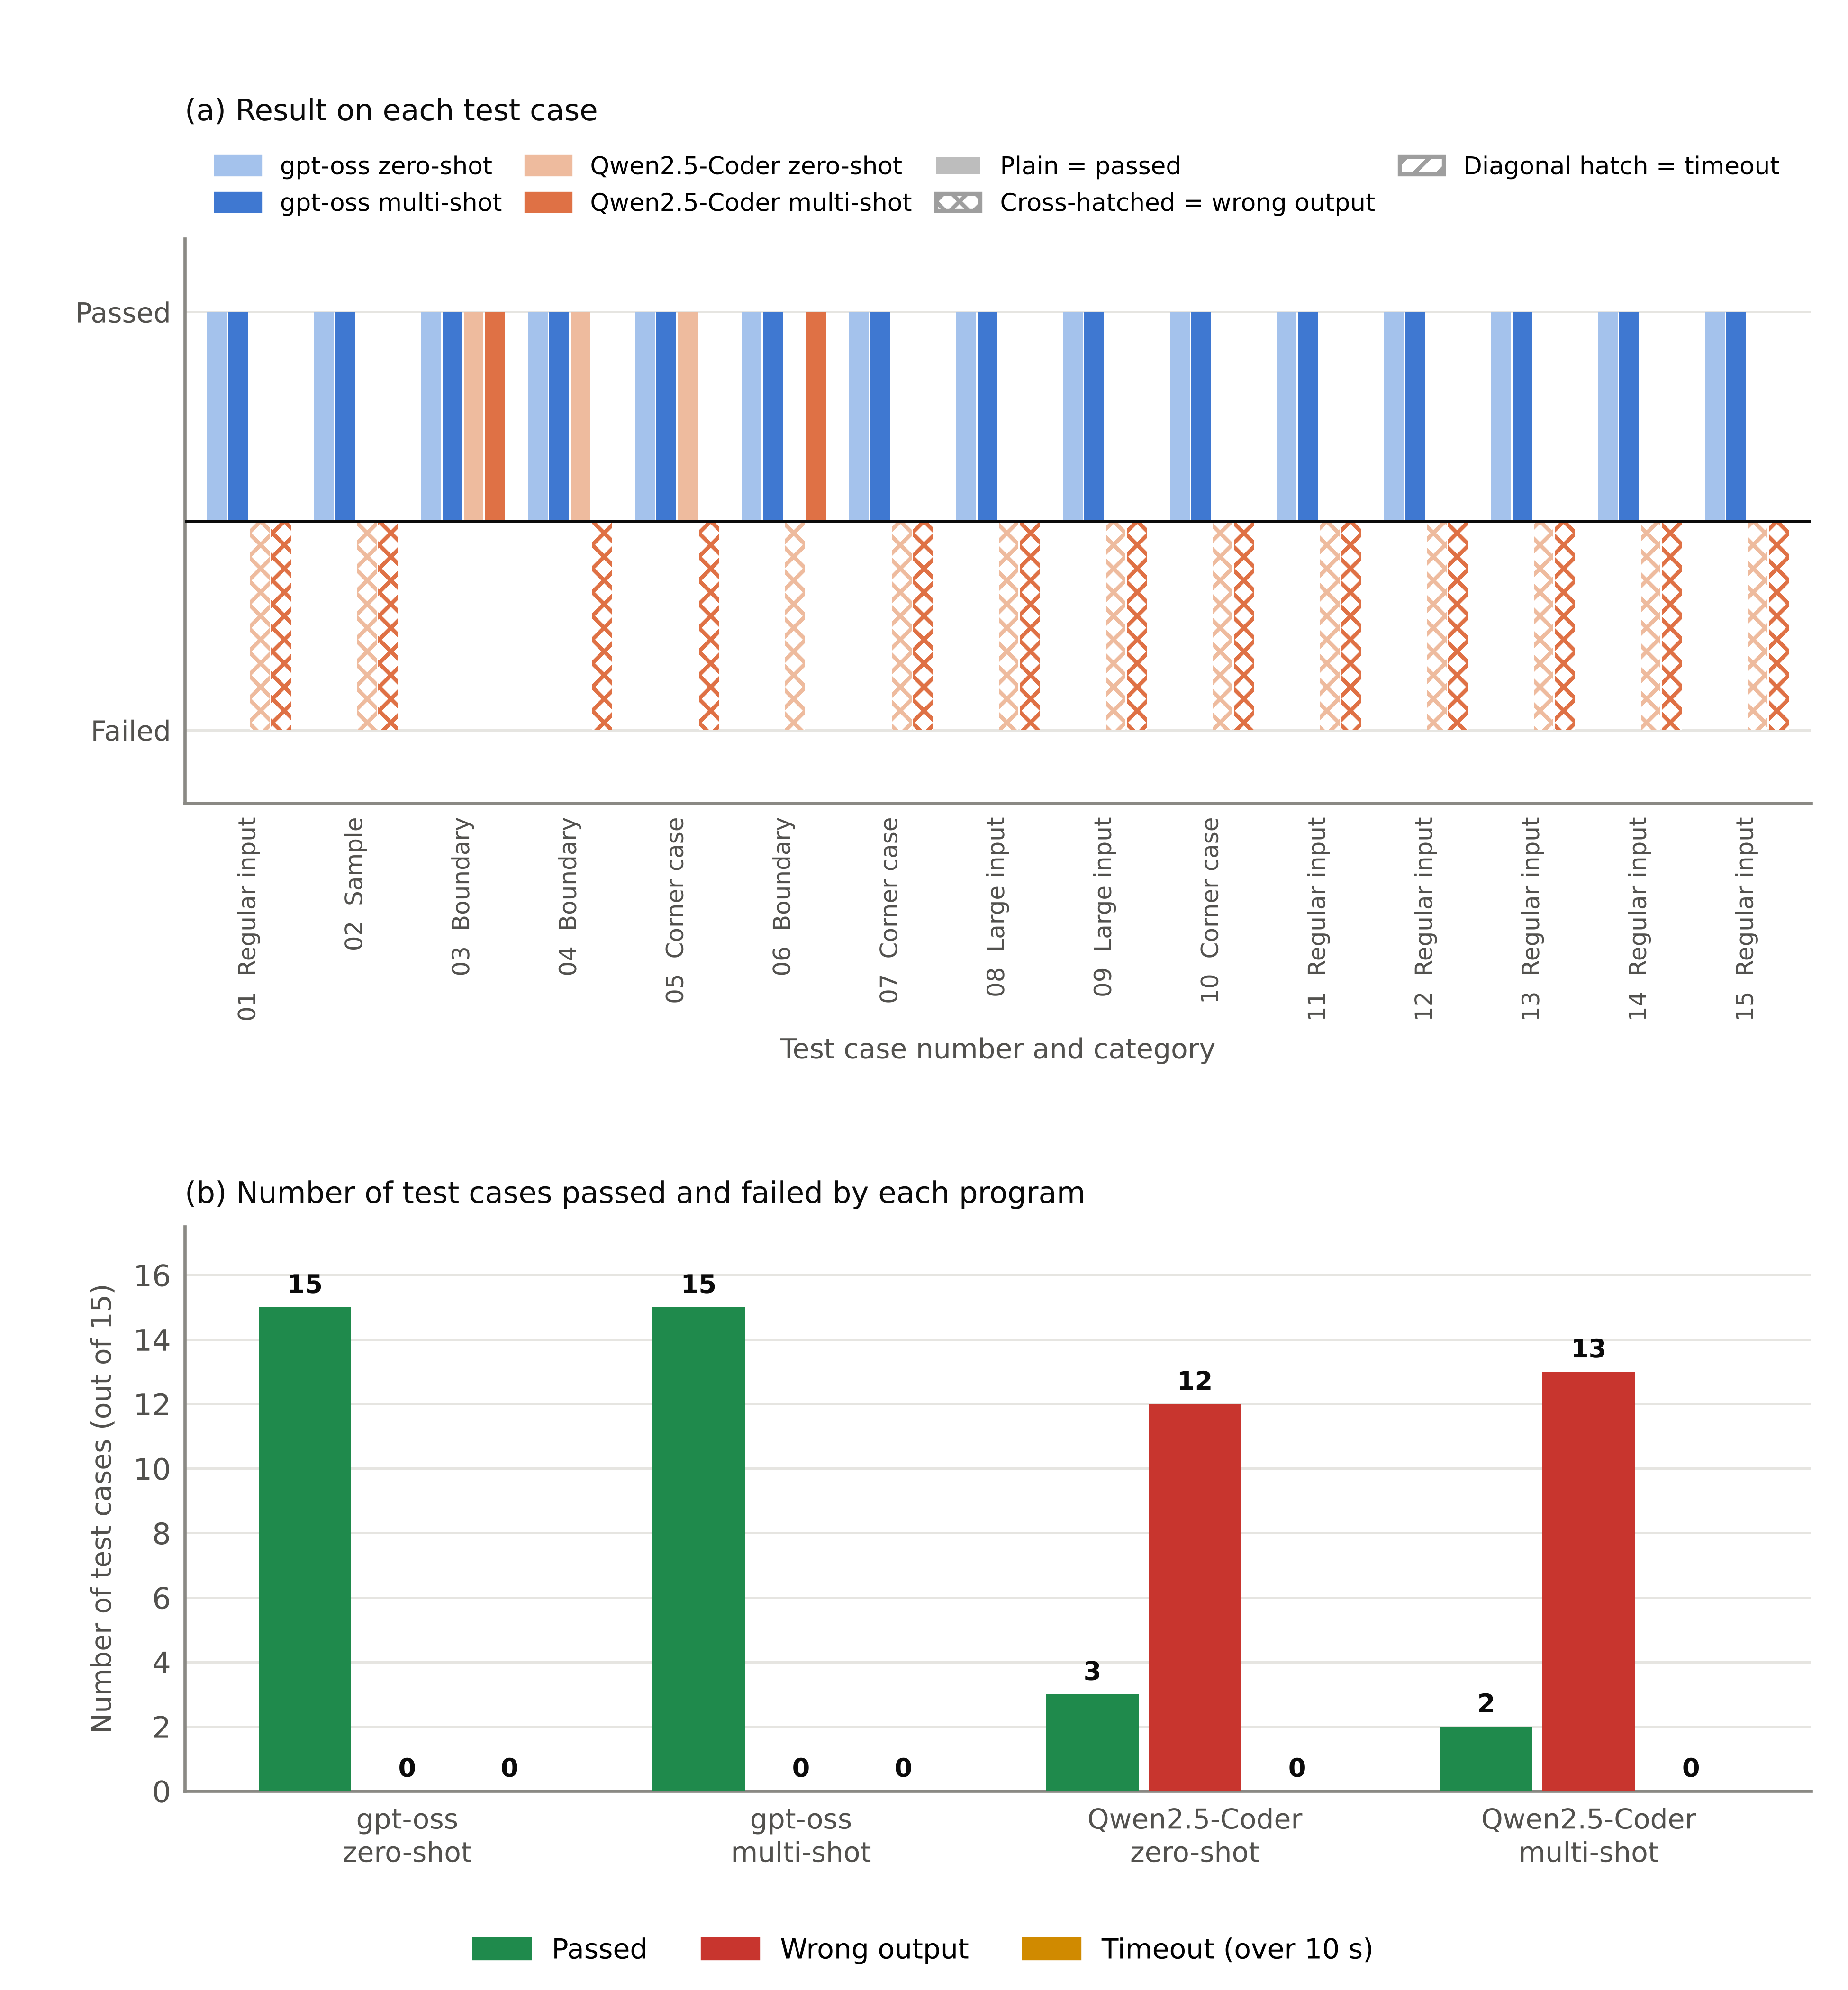 (a) Result on each test case
gpt-oss zero-shot
Qwen2.5-Coder zero-shot
Plain = passed
Diagonal hatch = timeout
gpt-oss multi-shot
Qwen2.5-Coder multi-shot
Cross-hatched = wrong output
Passed
Failed
01 Regular input
02 Sample
03 Boundary
04 Boundary
05 Corner case
06 Boundary
07 Corner case
08 Large input
09 Large input
10 Corner case
11 Regular input
12 Regular input
13 Regular input
14 Regular input
15 Regular input
Test case number and category
(b) Number of test cases passed and failed by each program
Number of test cases (out of 15)
16
14
12
10
8
6
4
2
0
15
0
0
15
0
0
3
12
0
2
13
0
gpt-oss
zero-shot
gpt-oss
multi-shot
Qwen2.5-Coder
zero-shot
Qwen2.5-Coder
multi-shot
Passed
Wrong output
Timeout (over 10 s)